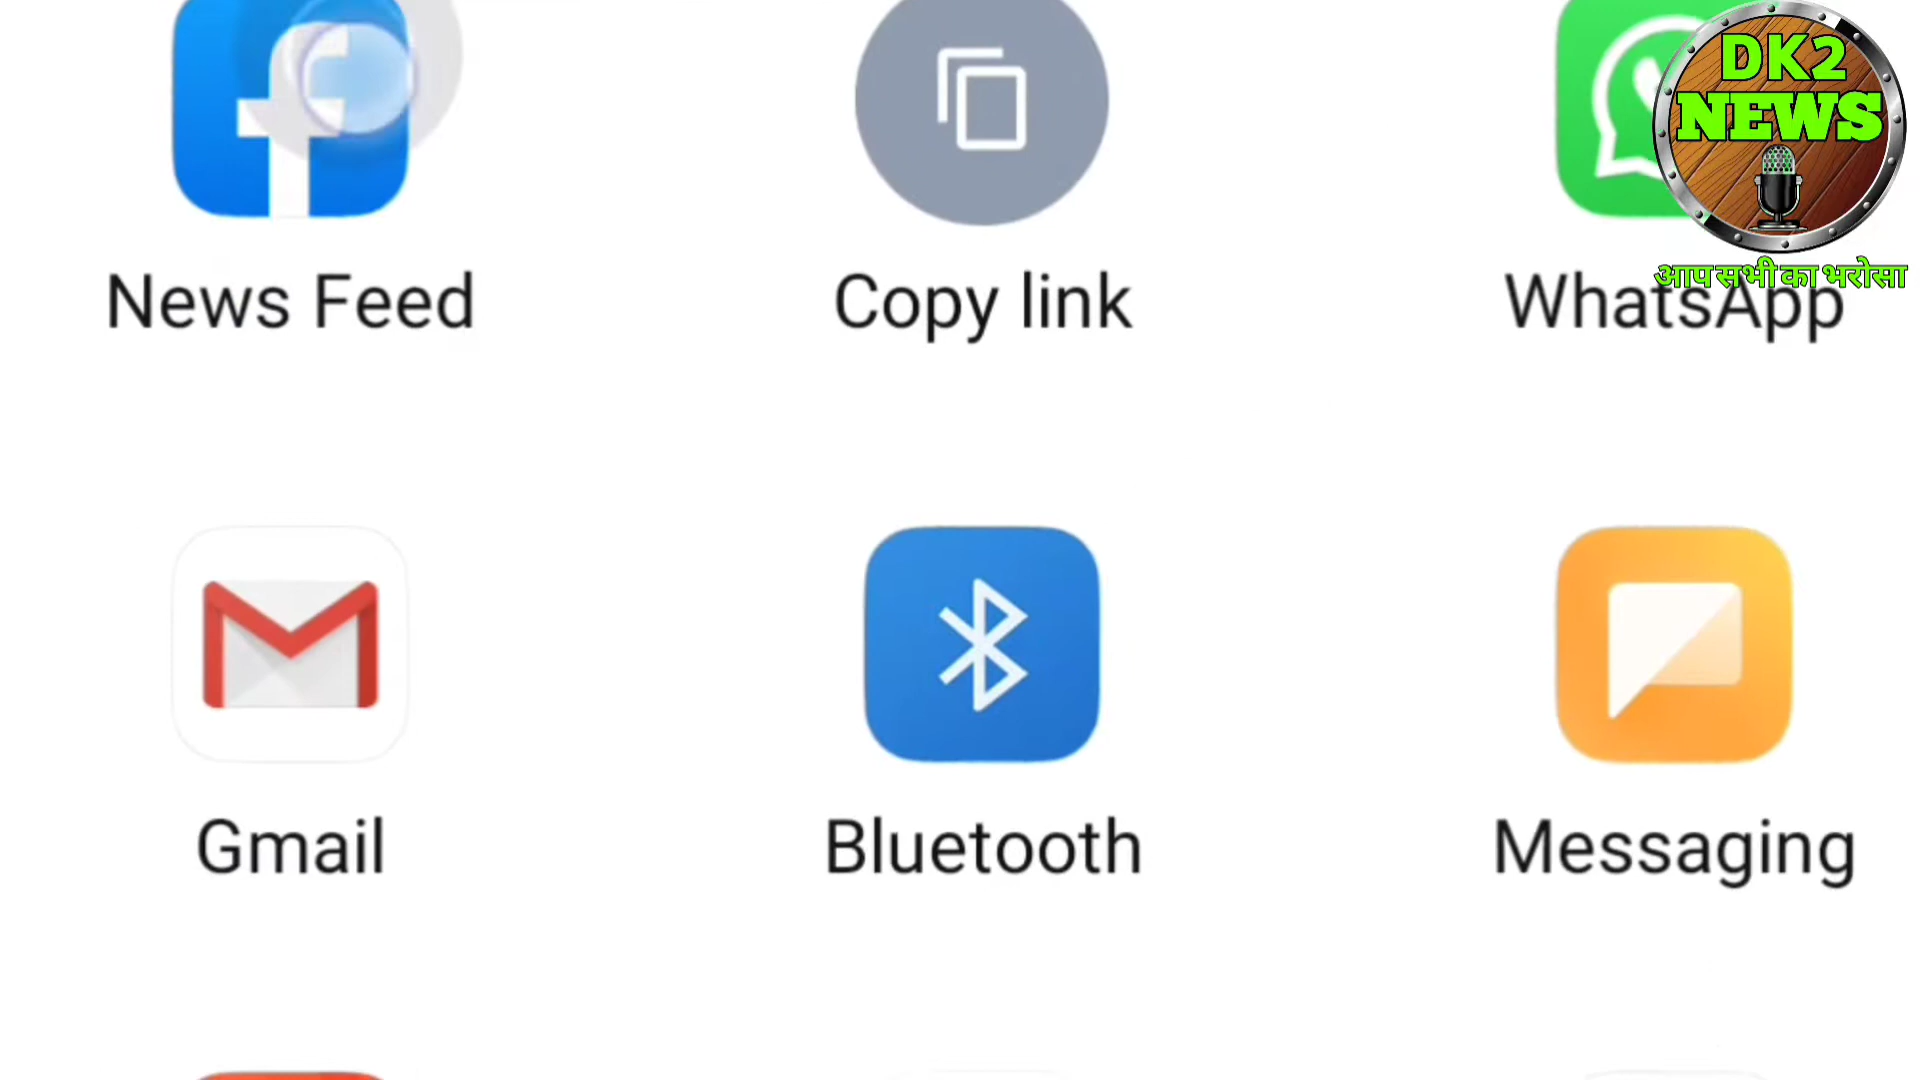 DK2
NEWS
आप सभी का भरोसा
News Feed
Copy link
WhatsApp
Gmail
Bluetooth
Messaging